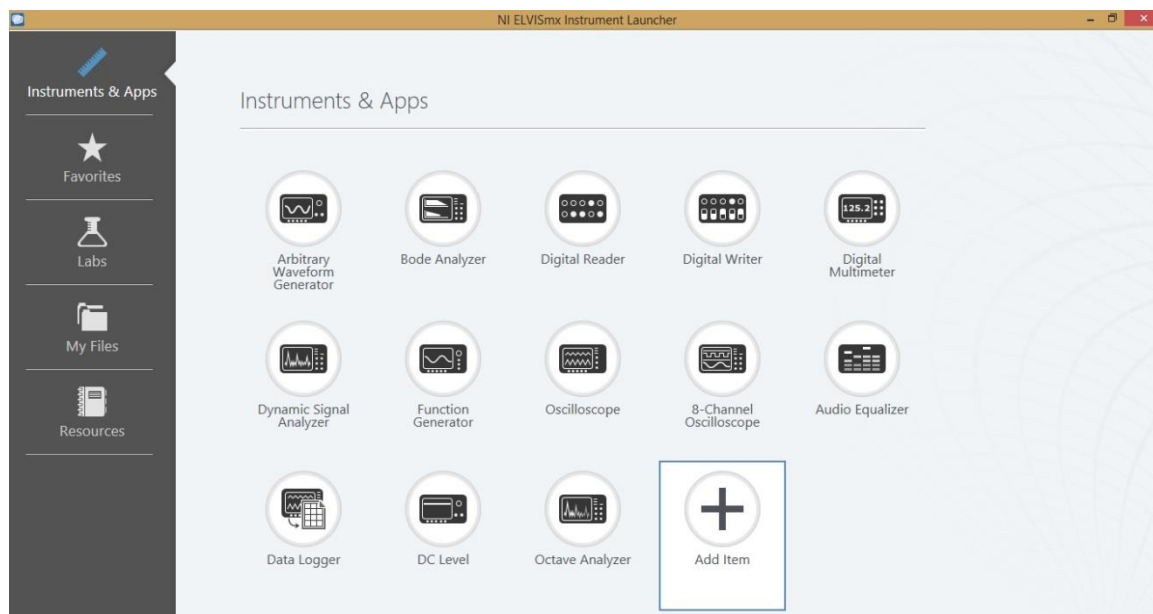 NI ELVISmx Instrument Launcher
Instruments & Apps
Favorites
Labs
My Files
Resources
Instruments & Apps
Arbitrary
Waveform
Generator
Bode Analyzer
Digital Reader
Digital Writer
125.2
Digital
Multimeter
Dynamic Signal
Analyzer
Function
Generator
Oscilloscope
8-Channel
Oscilloscope
Audio Equalizer
Data Logger
DC Level
Octave Analyzer
Add Item